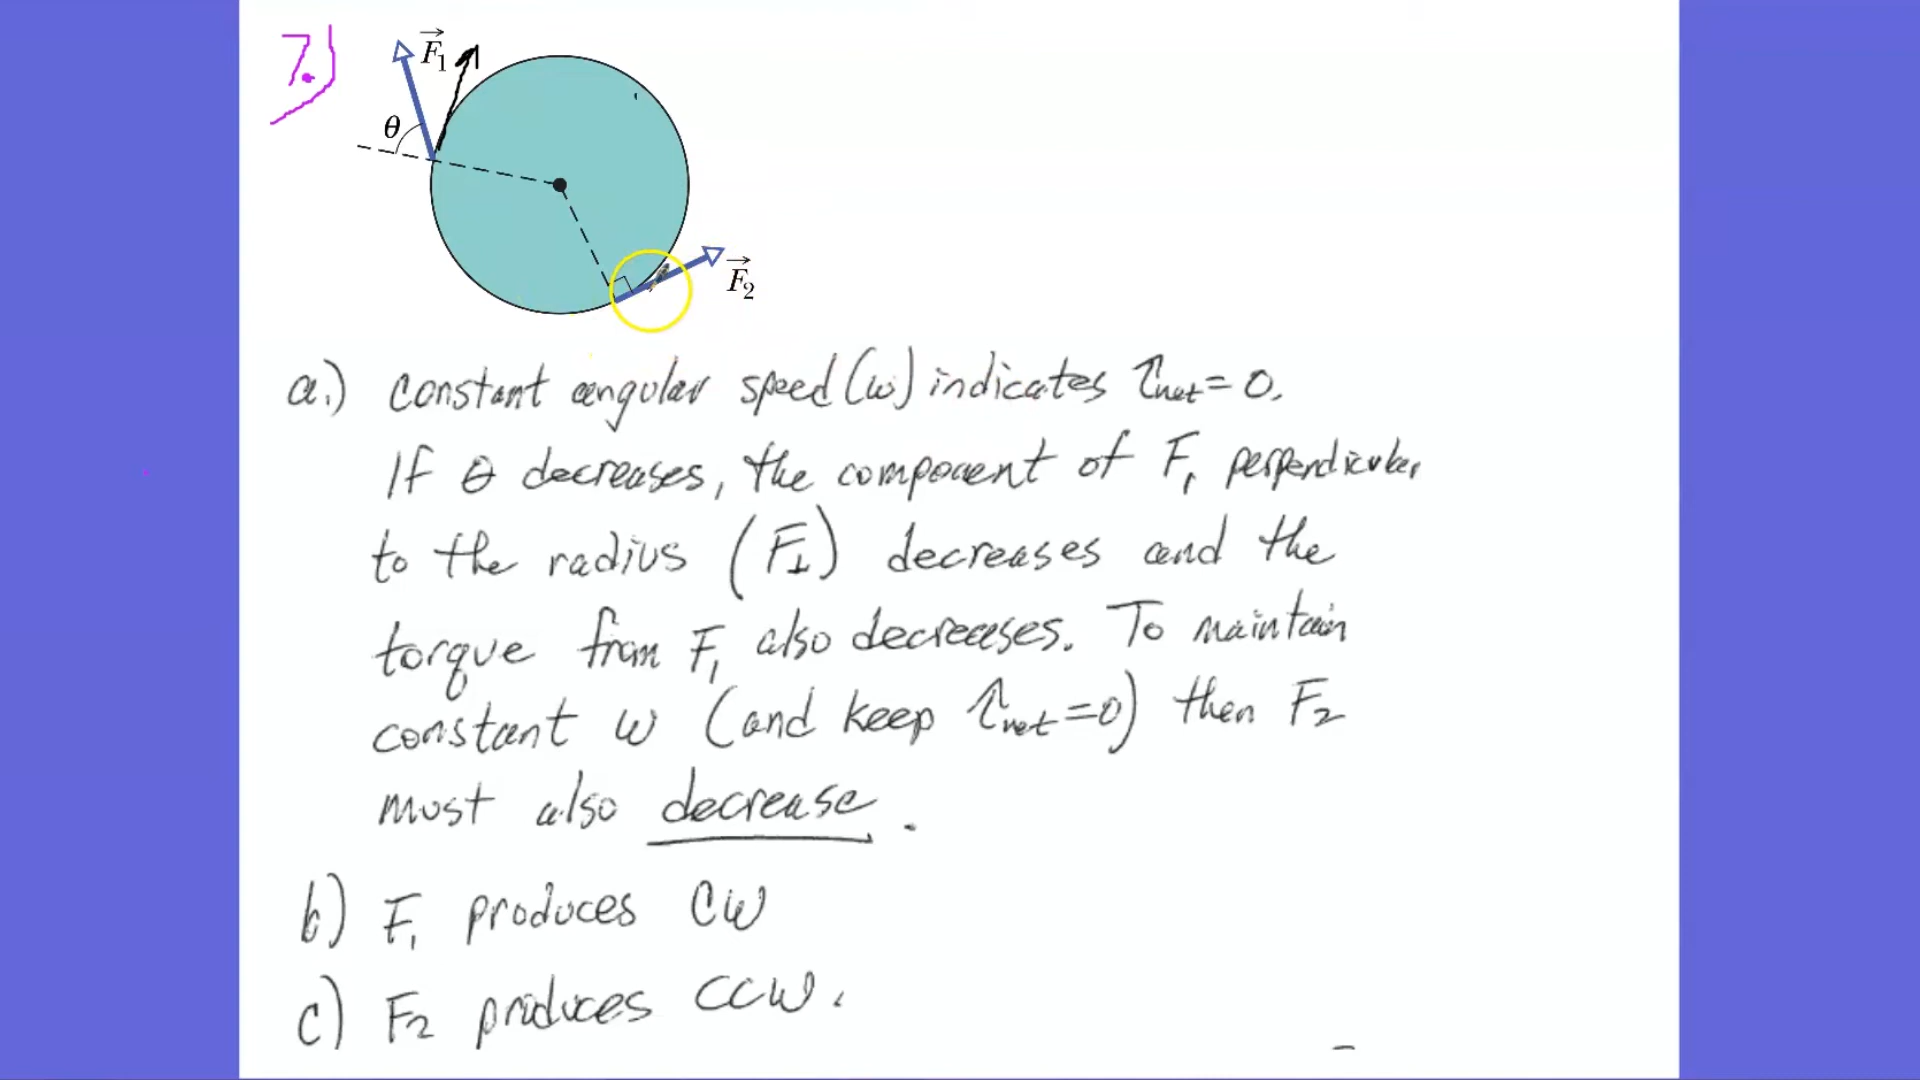 7.)
F₁
θ
F₂
a.) constant angular speed (ω) indicates τnet = 0.
If θ decreases, the component of F₁ perpendicular
to the radius (F⊥) decreases and the
torque from F₁ also decreases. To maintain
constant ω (and keep τnet = 0) then F₂
must also decrease.
b) F₁ produces CW
c) F₂ produces CCW.